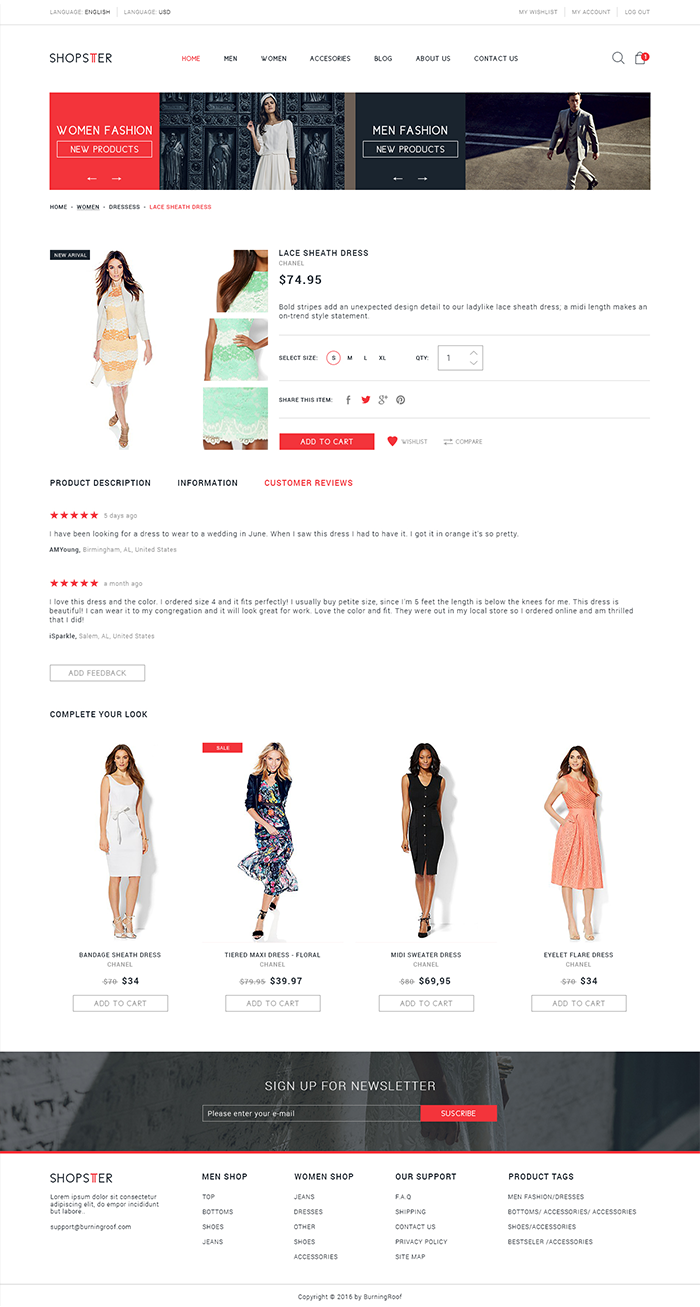 LANGUAGE: ENGLISH LANGUAGE: USD MY WISHLIST MY ACCOUNT LOG OUT
SHOPSTER HOME MEN WOMEN ACCESORIES BLOG ABOUT US CONTACT US 1
WOMEN FASHION
NEW PRODUCTS
MEN FASHION
NEW PRODUCTS
HOME - WOMEN - DRESSESS - LACE SHEATH DRESS
NEW ARIVAL
LACE SHEATH DRESS
CHANEL
$74.95
Bold stripes add an unexpected design detail to our ladylike lace sheath dress; a midi length makes an
on-trend style statement.
SELECT SIZE: S M L XL QTY: 1
SHARE THIS ITEM:
ADD TO CART WISHLIST COMPARE
PRODUCT DESCRIPTION INFORMATION CUSTOMER REVIEWS
5 days ago
I have been looking for a dress to wear to a wedding in June. When I saw this dress I had to have it. I got it in orange it's so pretty.
AMYoung, Birmingham, AL, United States
a month ago
I love this dress and the color. I ordered size 4 and it fits perfectly! I usually buy petite size, since I'm 5 feet the length is below the knees for me. This dress is
beautiful! I can wear it to my congregation and it will look great for work. Love the color and fit. They were out in my local store so I ordered online and am thrilled
that I did!
iSparkle, Salem, AL, United States
ADD FEEDBACK
COMPLETE YOUR LOOK
SALE
BANDAGE SHEATH DRESS
CHANEL
$70 $34
ADD TO CART
TIERED MAXI DRESS - FLORAL
CHANEL
$79.95 $39.97
ADD TO CART
MIDI SWEATER DRESS
CHANEL
$80 $69,95
ADD TO CART
EYELET FLARE DRESS
CHANEL
$70 $34
ADD TO CART
SIGN UP FOR NEWSLETTER
Please enter your e-mail SUSCRIBE
SHOPSTER
Lorem ipsum dolor sit consectetur
adipiscing elit, do empor incididunt
but labore..
support@burningroof.com
MEN SHOP
TOP
BOTTOMS
SHOES
JEANS
WOMEN SHOP
JEANS
DRESSES
OTHER
SHOES
ACCESSORIES
OUR SUPPORT
F.A.Q
SHIPPING
CONTACT US
PRIVACY POLICY
SITE MAP
PRODUCT TAGS
MEN FASHION/DRESSES
BOTTOMS/ ACCESSORIES/ ACCESSORIES
SHOES/ACCESSORIES
BESTSELER /ACCESSORIES
Copyright © 2016 by BurningRoof